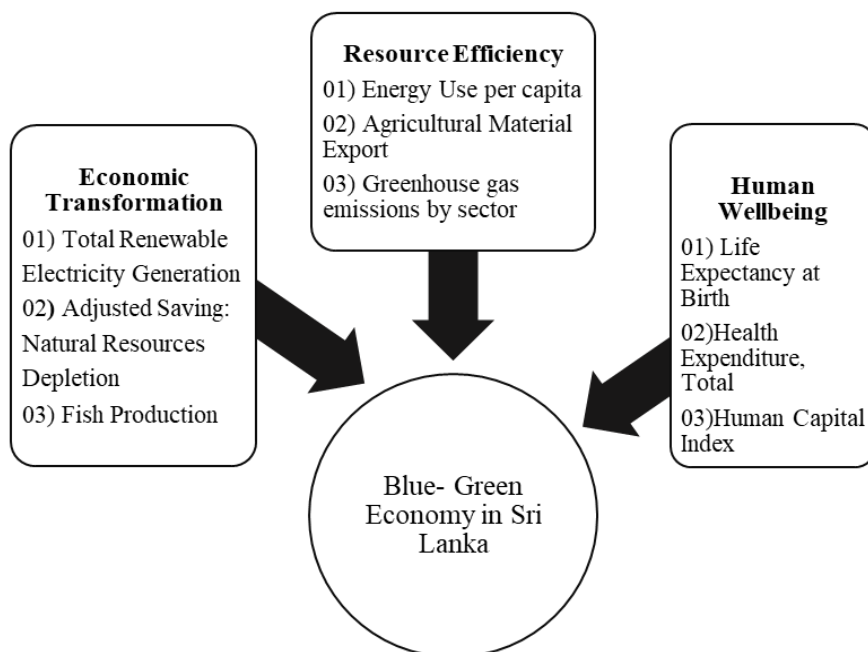 Resource Efficiency
01) Energy Use per capita
02) Agricultural Material
Export
03) Greenhouse gas
emissions by sector
Economic
Transformation
01) Total Renewable
Electricity Generation
02) Adjusted Saving:
Natural Resources
Depletion
03) Fish Production
Human
Wellbeing
01) Life
Expectancy at
Birth
02)Health
Expenditure,
Total
03)Human Capital
Index
Blue- Green
Economy in Sri
Lanka